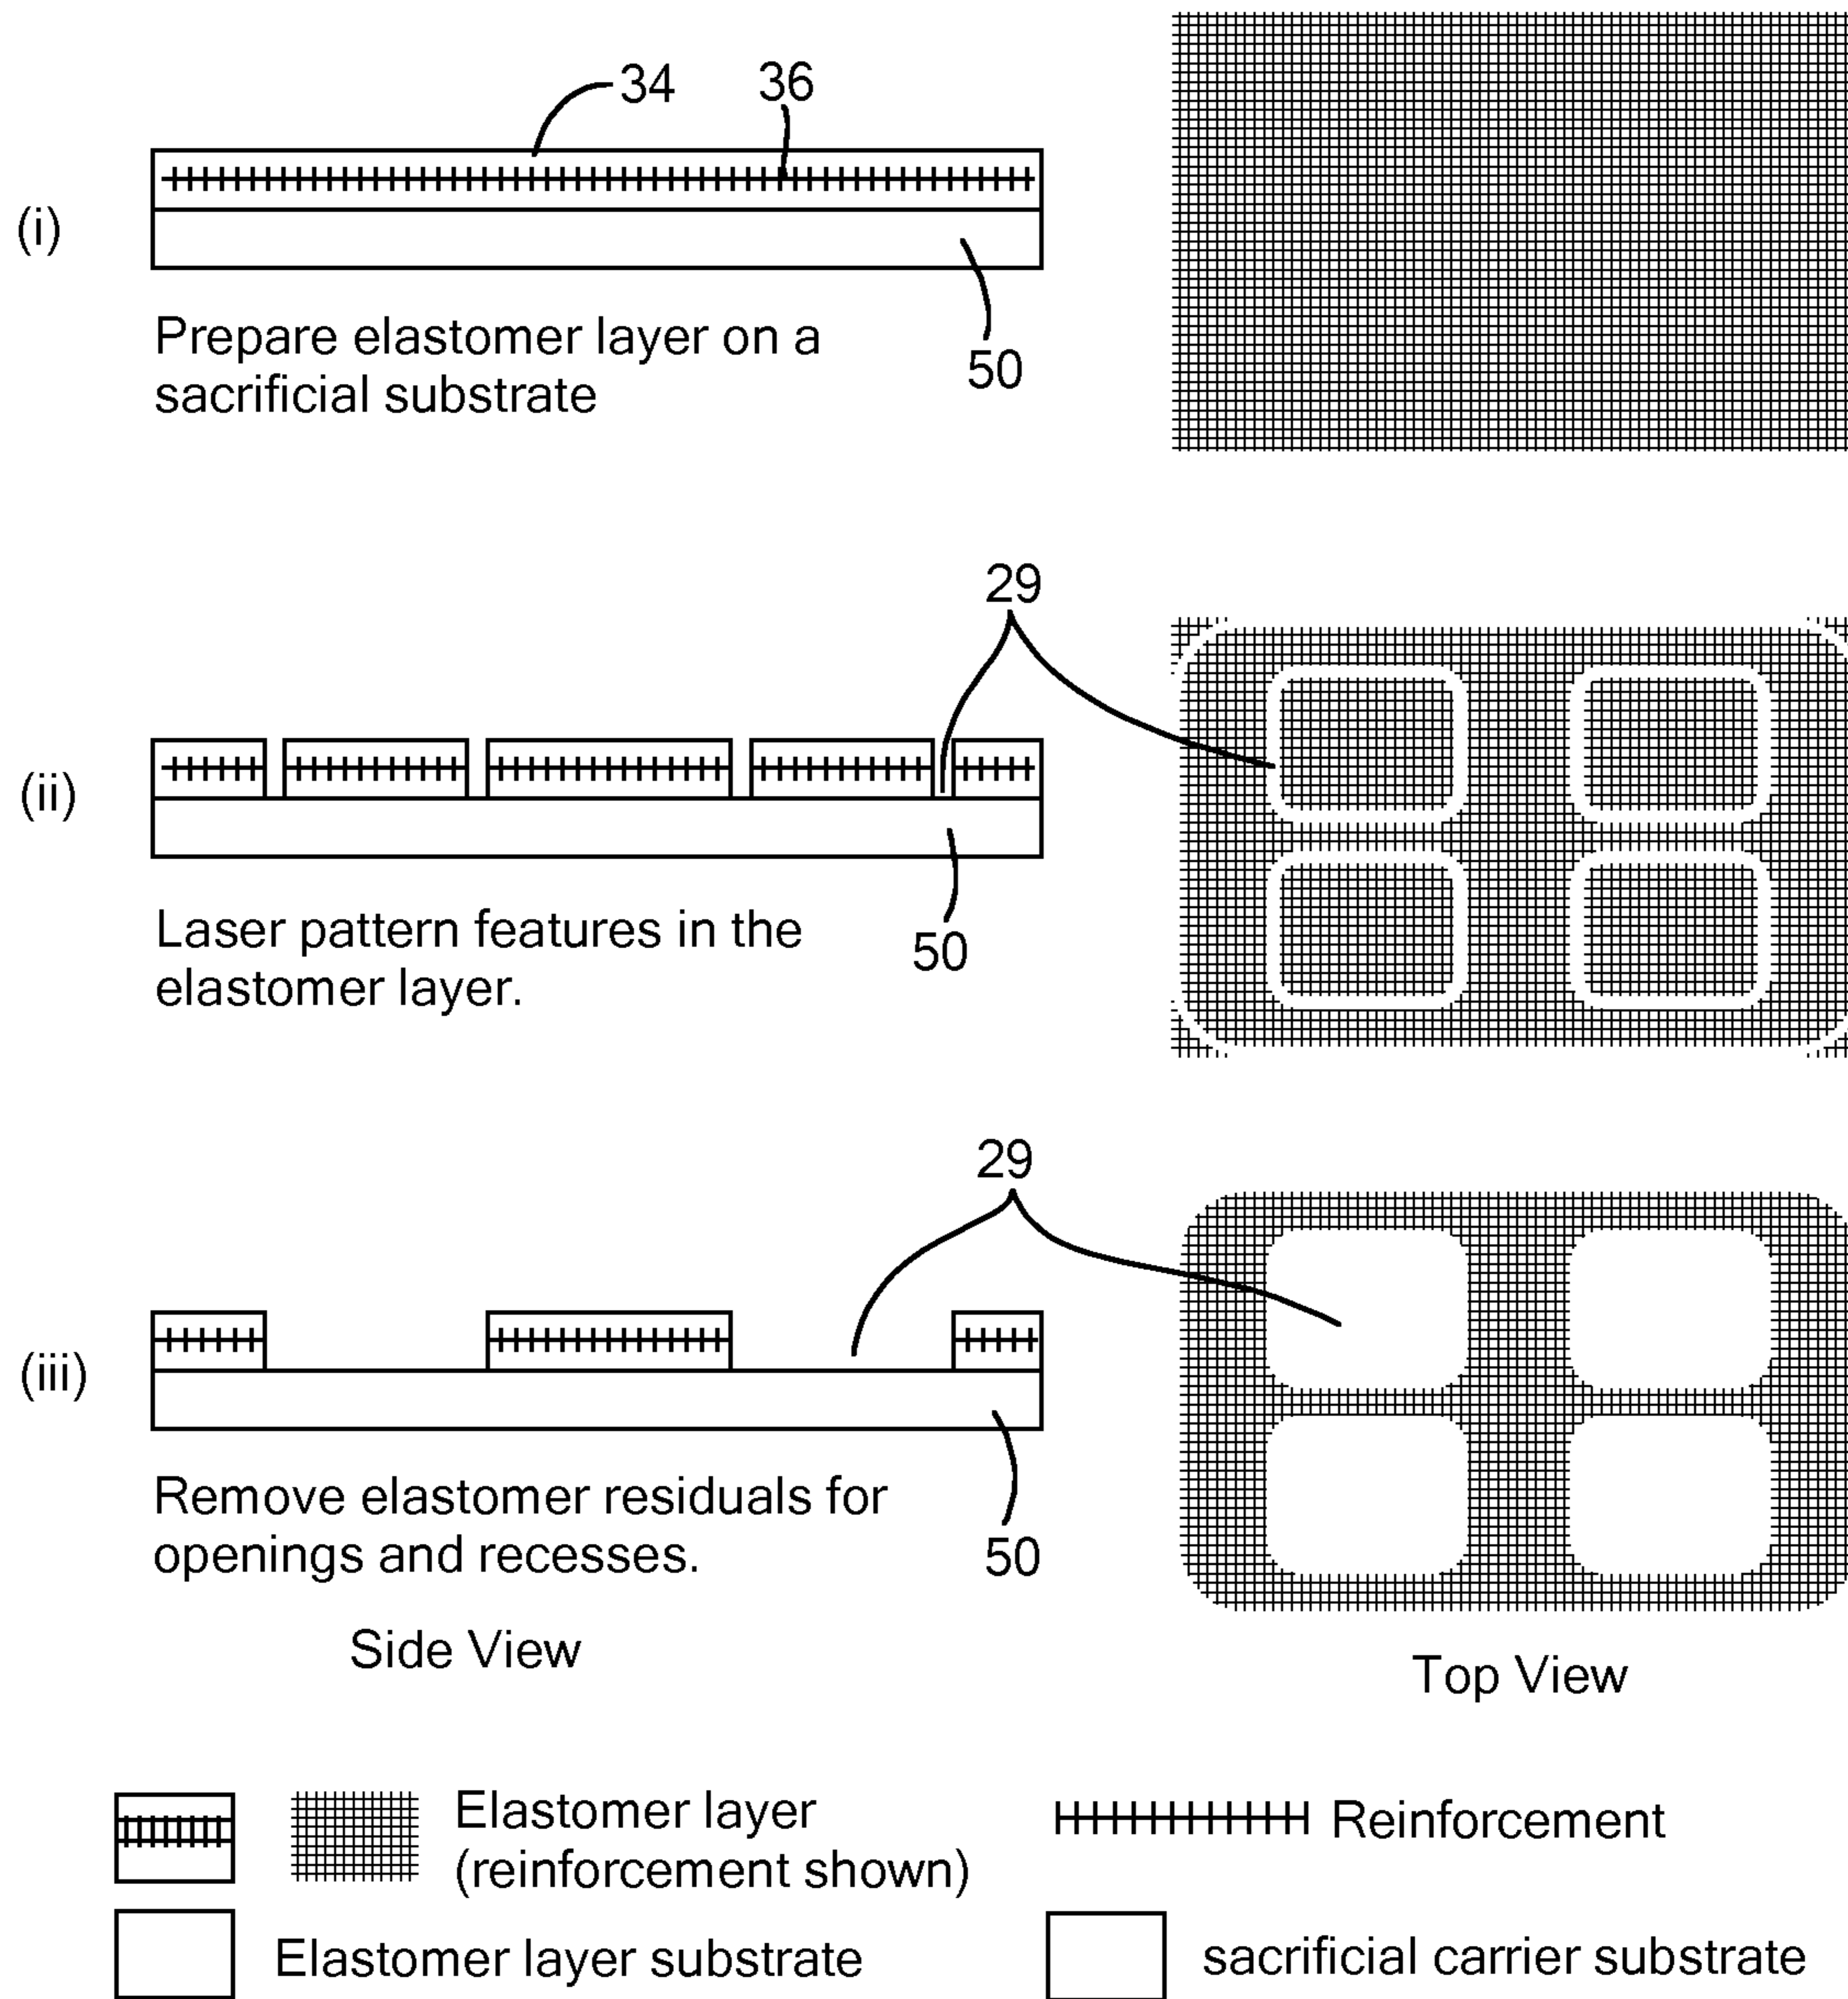 34
36
(i)
Prepare elastomer layer on a
sacrificial substrate
50
29
(ii)
Laser pattern features in the
elastomer layer.
50
29
(iii)
Remove elastomer residuals for
openings and recesses.
50
Side View
Top View
Elastomer layer
(reinforcement shown)
Reinforcement
Elastomer layer substrate
sacrificial carrier substrate